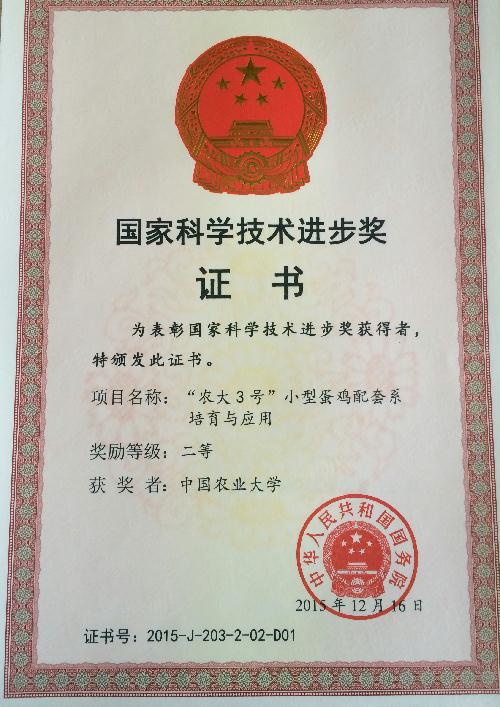 国家科学技术进步奖
证书
为表彰国家科学技术进步奖获得者，
特颁发此证书。
项目名称：“农大3号”小型蛋鸡配套系
培育与应用
奖励等级：二等
获奖者：中国农业大学
中华人民共和国国务院
2015年12月16日
证书号：2015-J-203-2-02-D01